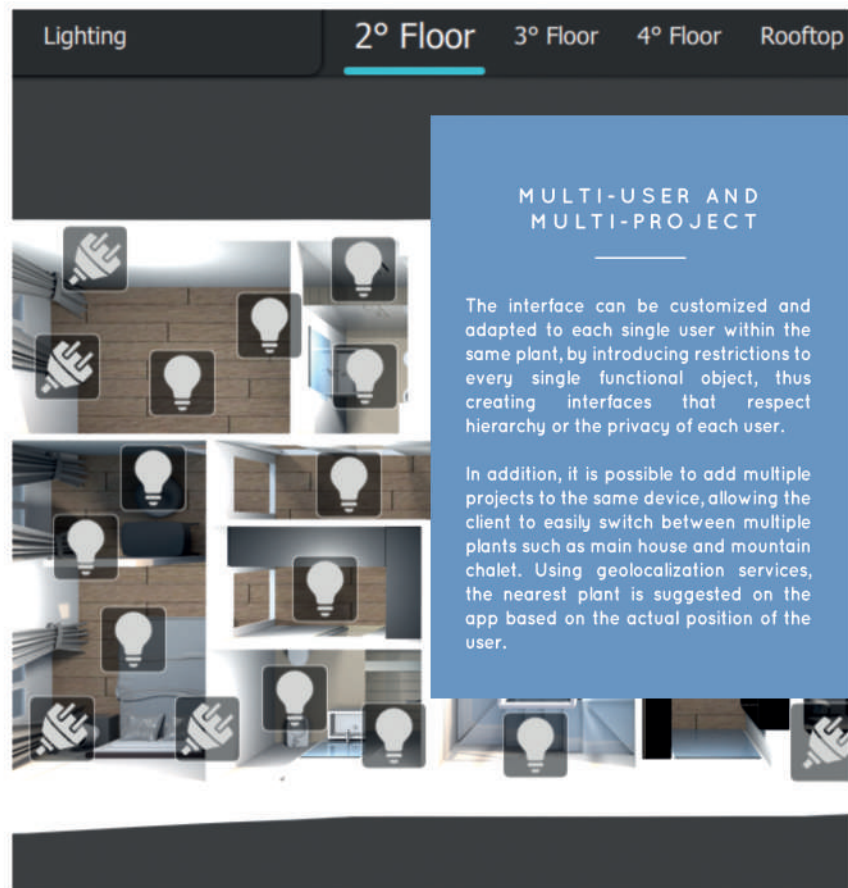 Lighting
2° Floor
3° Floor
4° Floor
Rooftop
MULTI-USER AND
MULTI-PROJECT
The interface can be customized and
adapted to each single user within the
same plant, by introducing restrictions to
every single functional object, thus
creating interfaces that respect
hierarchy or the privacy of each user.
In addition, it is possible to add multiple
projects to the same device, allowing the
client to easily switch between multiple
plants such as main house and mountain
chalet. Using geolocalization services,
the nearest plant is suggested on the
app based on the actual position of the
user.